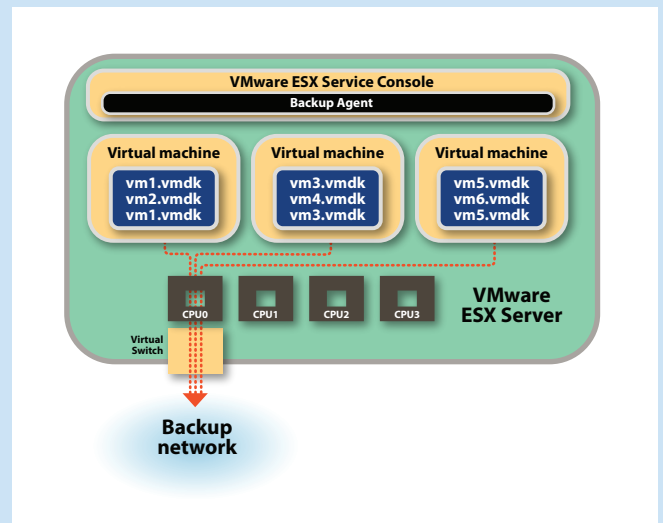 VMware ESX Service Console
Backup Agent
Virtual machine
vm1.vmdk
vm2.vmdk
vm1.vmdk
Virtual machine
vm3.vmdk
vm4.vmdk
vm3.vmdk
Virtual machine
vm5.vmdk
vm6.vmdk
vm5.vmdk
CPU0
CPU1
CPU2
CPU3
VMware
ESX Server
Virtual
Switch
Backup
network